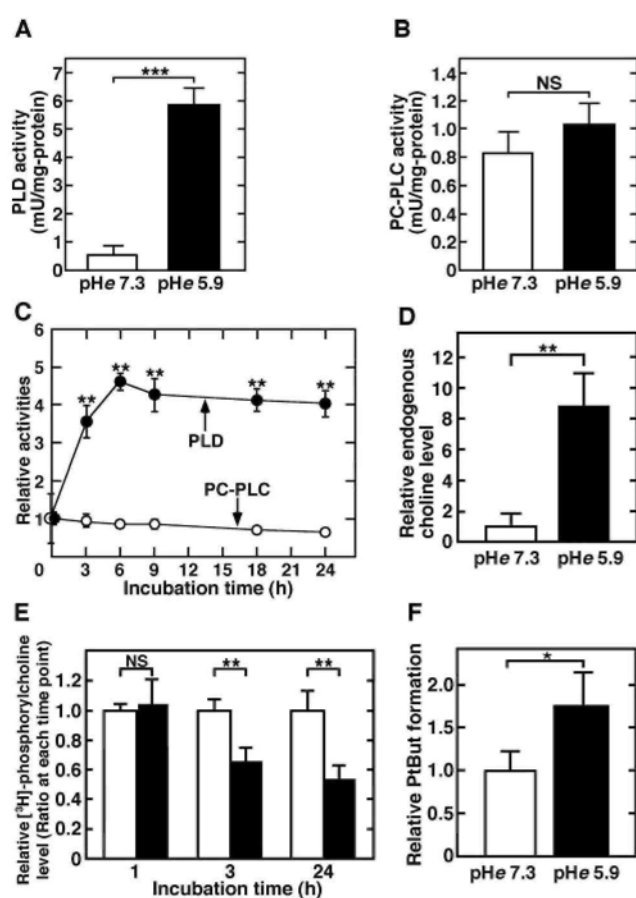 A
PLD activity
(mU/mg-protein)
7
6
5
4
3
2
1
0
***
pHe 7.3
pHe 5.9
B
PC-PLC activity
(mU/mg-protein)
1.4
1.2
1.0
0.8
0.6
0.4
0.2
0.0
NS
pHe 7.3
pHe 5.9
C
Relative activities
6
5
4
3
2
1
0
**
**
**
**
**
PLD
PC-PLC
3 6 9 12 15 18 21 24
Incubation time (h)
D
Relative endogenous
choline level
12
10
8
6
4
2
0
**
pHe 7.3
pHe 5.9
E
Relative [³H]-phosphorylcholine
level (Ratio at each time point)
1.2
1.0
0.8
0.6
0.4
0.2
0
NS
**
**
1 3 24
Incubation time (h)
F
Relative PtBut formation
2.0
1.5
1.0
0.5
0
*
pHe 7.3
pHe 5.9